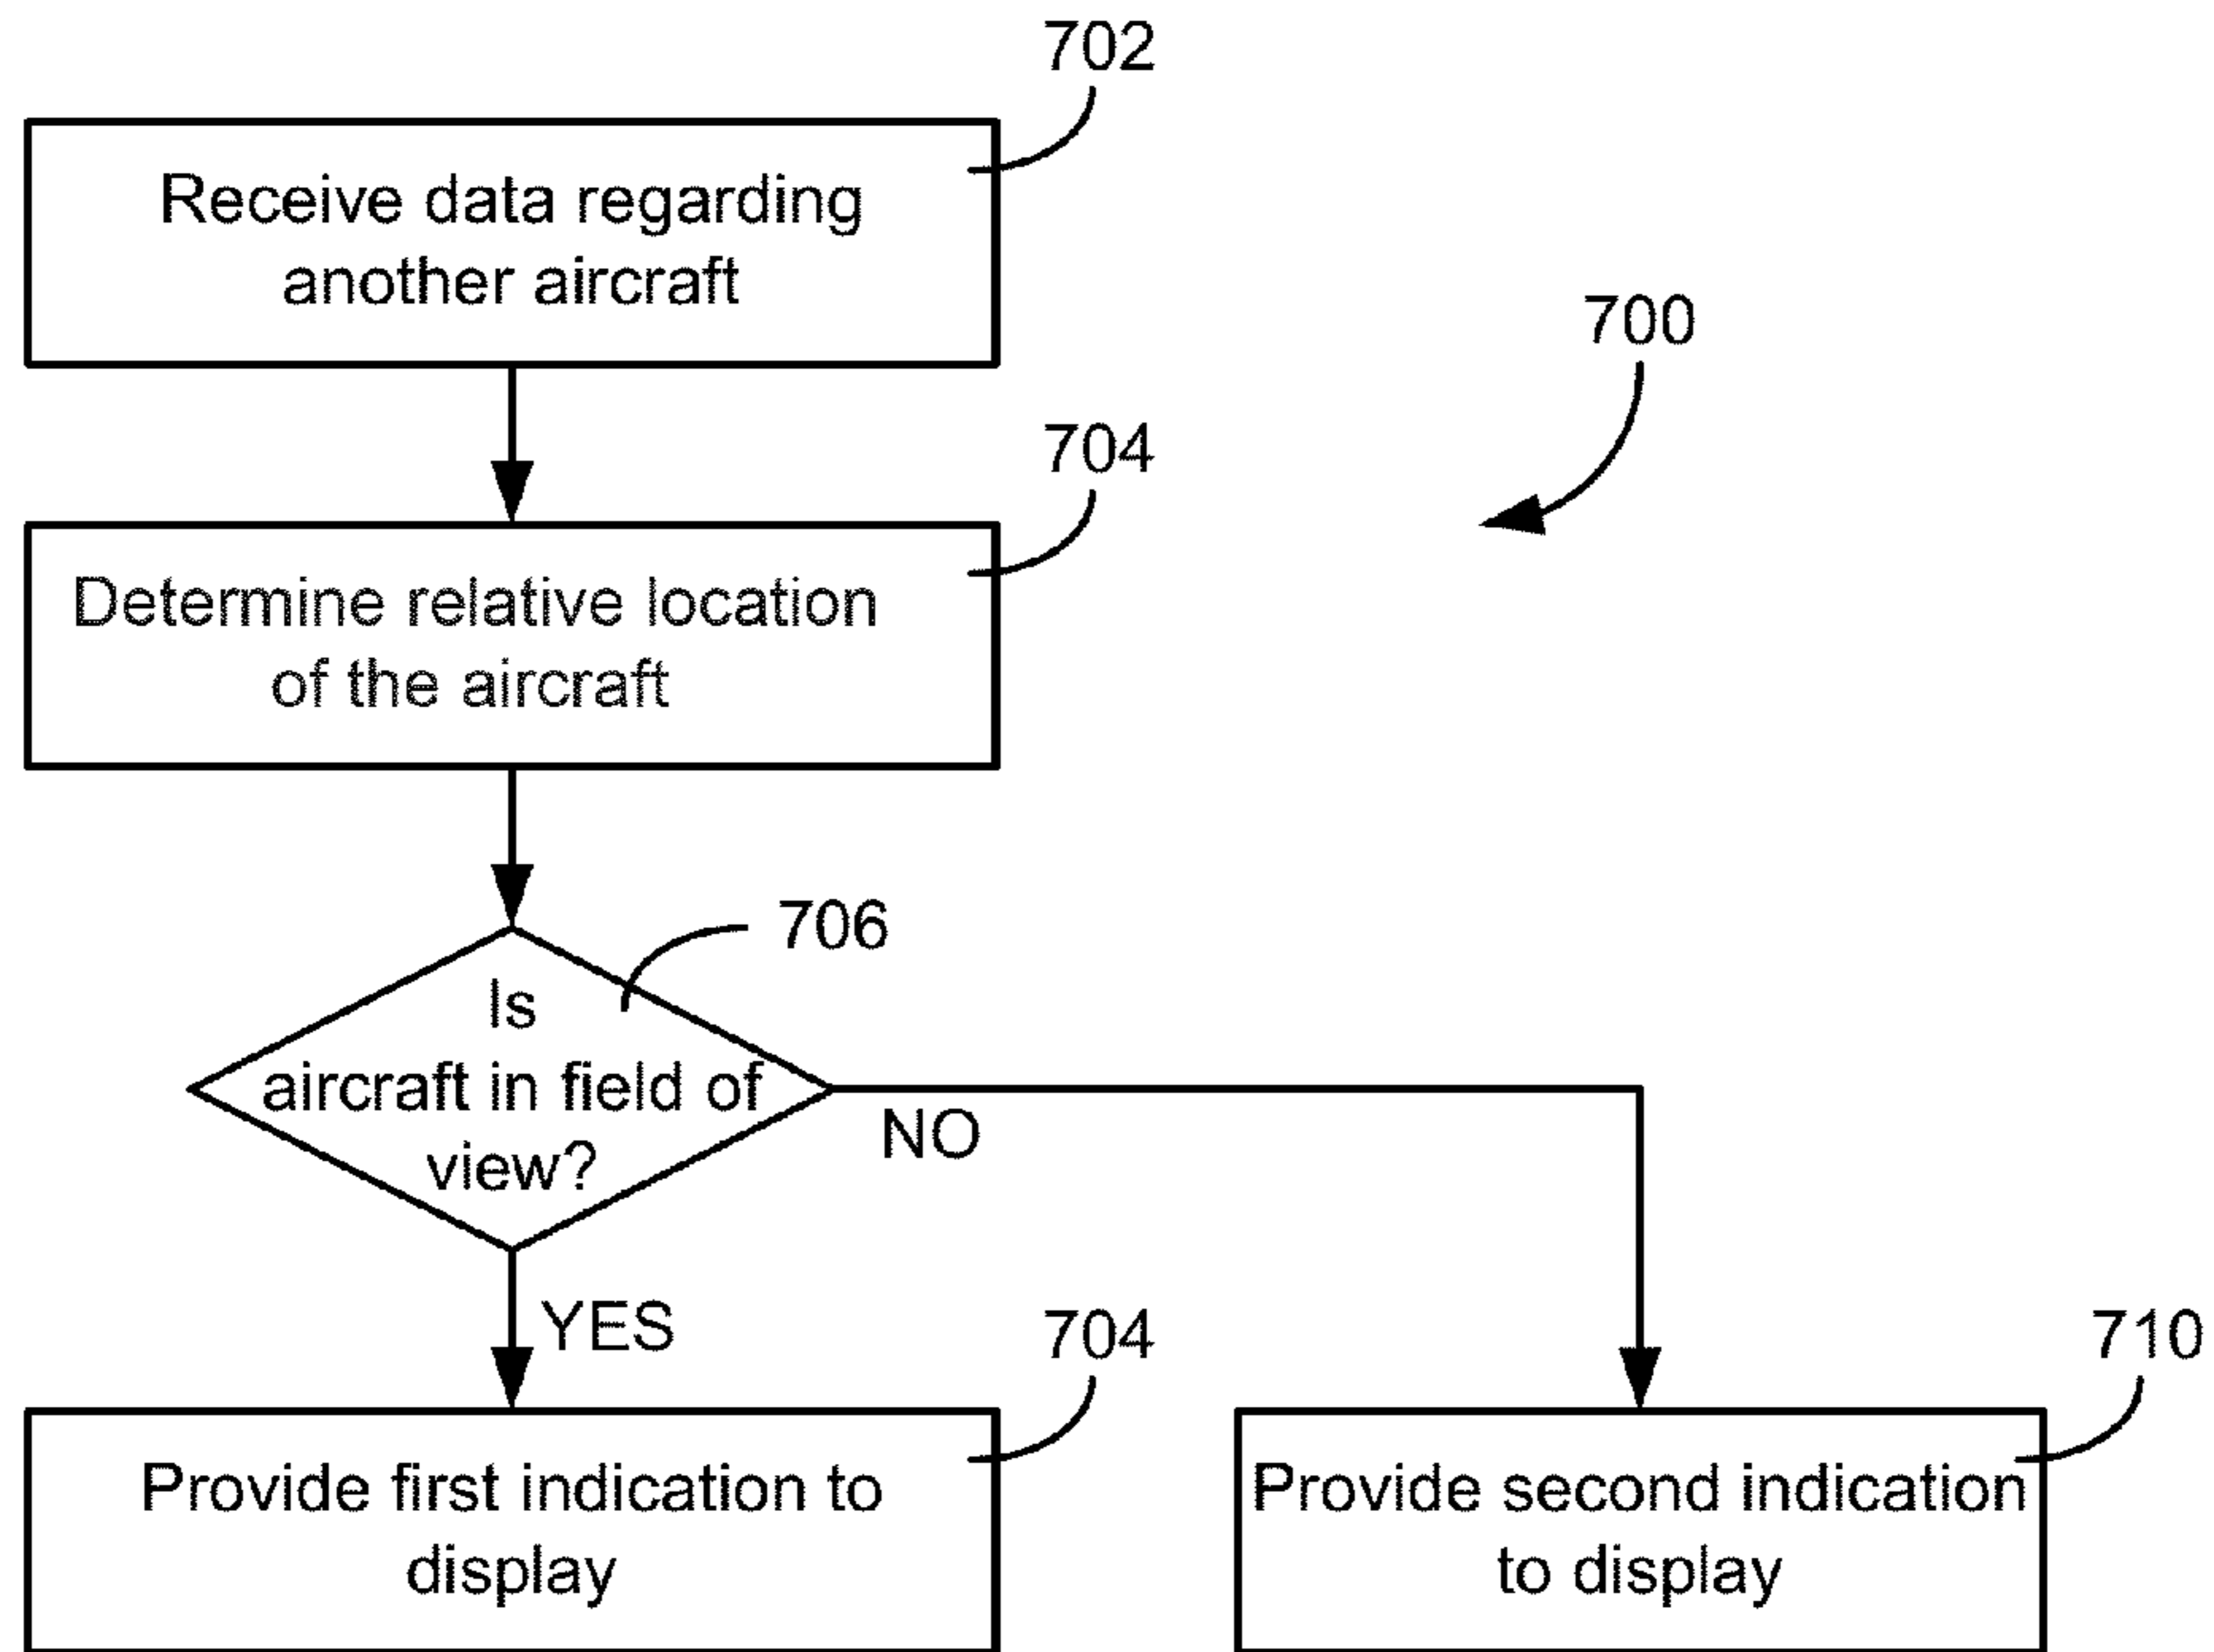 702
Receive data regarding
another aircraft
700
704
Determine relative location
of the aircraft
706
Is
aircraft in field of
view?
NO
YES
704
710
Provide first indication to
display
Provide second indication
to display